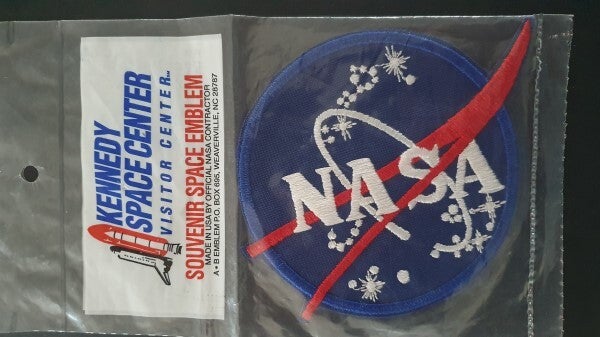 KENNEDY
SPACE CENTER
VISITOR CENTER™
SOUVENIR SPACE EMBLEM
MADE IN USA BY OFFICIAL NASA CONTRACTOR
A•B EMBLEM P.O. BOX 695, WEAVERVILLE, NC 28787
NASA